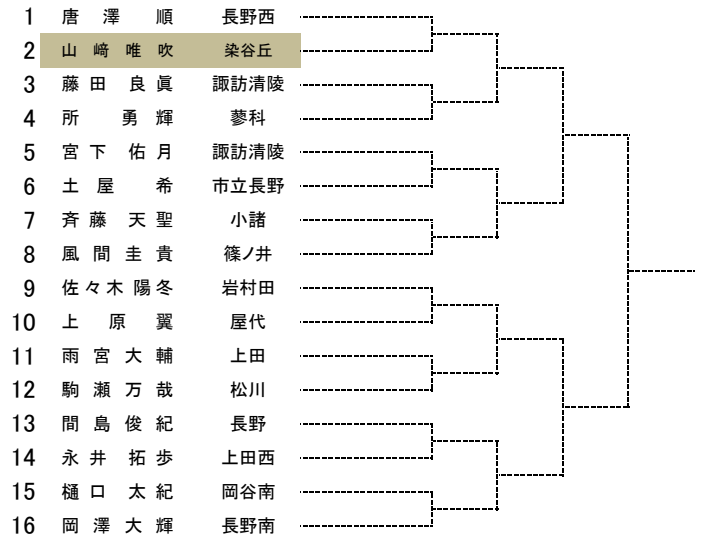 1 唐澤 順 長野西
2 山﨑唯吹 染谷丘
3 藤田 良眞 諏訪清陵
4 所 勇輝 蓼科
5 宮下 佑月 諏訪清陵
6 土屋 希 市立長野
7 斉藤 天聖 小諸
8 風間圭貴 篠ノ井
9 佐々木陽冬 岩村田
10 上原 翼 屋代
11 雨宮大輔 上田
12 駒瀬万哉 松川
13 間島俊紀 長野
14 永井 拓歩 上田西
15 樋口 太紀 岡谷南
16 岡澤大輝 長野南